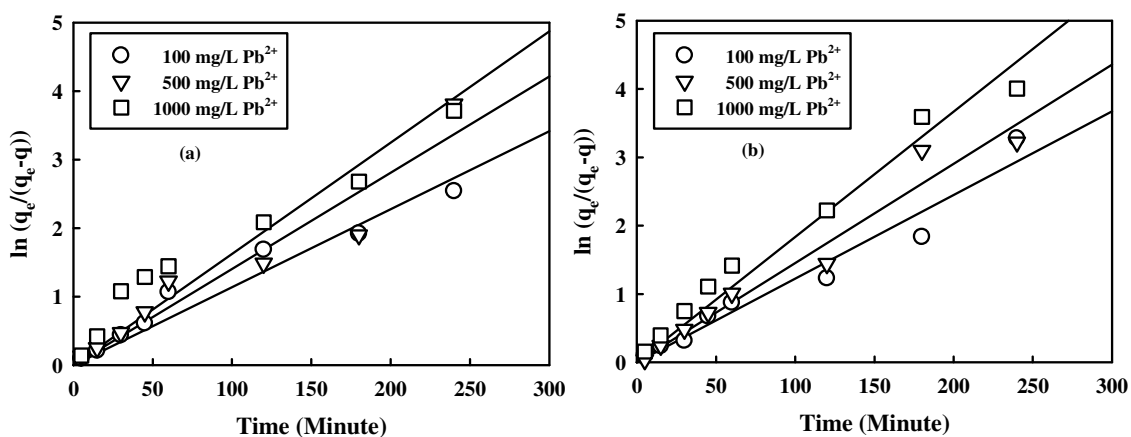 5
4
3
2
1
0
ln (qₑ/(qₑ-q))
100 mg/L Pb²⁺
500 mg/L Pb²⁺
1000 mg/L Pb²⁺
(a)
0 50 100 150 200 250 300
Time (Minute)
5
4
3
2
1
0
ln (qₑ/(qₑ-q))
100 mg/L Pb²⁺
500 mg/L Pb²⁺
1000 mg/L Pb²⁺
(b)
0 50 100 150 200 250 300
Time (Minute)